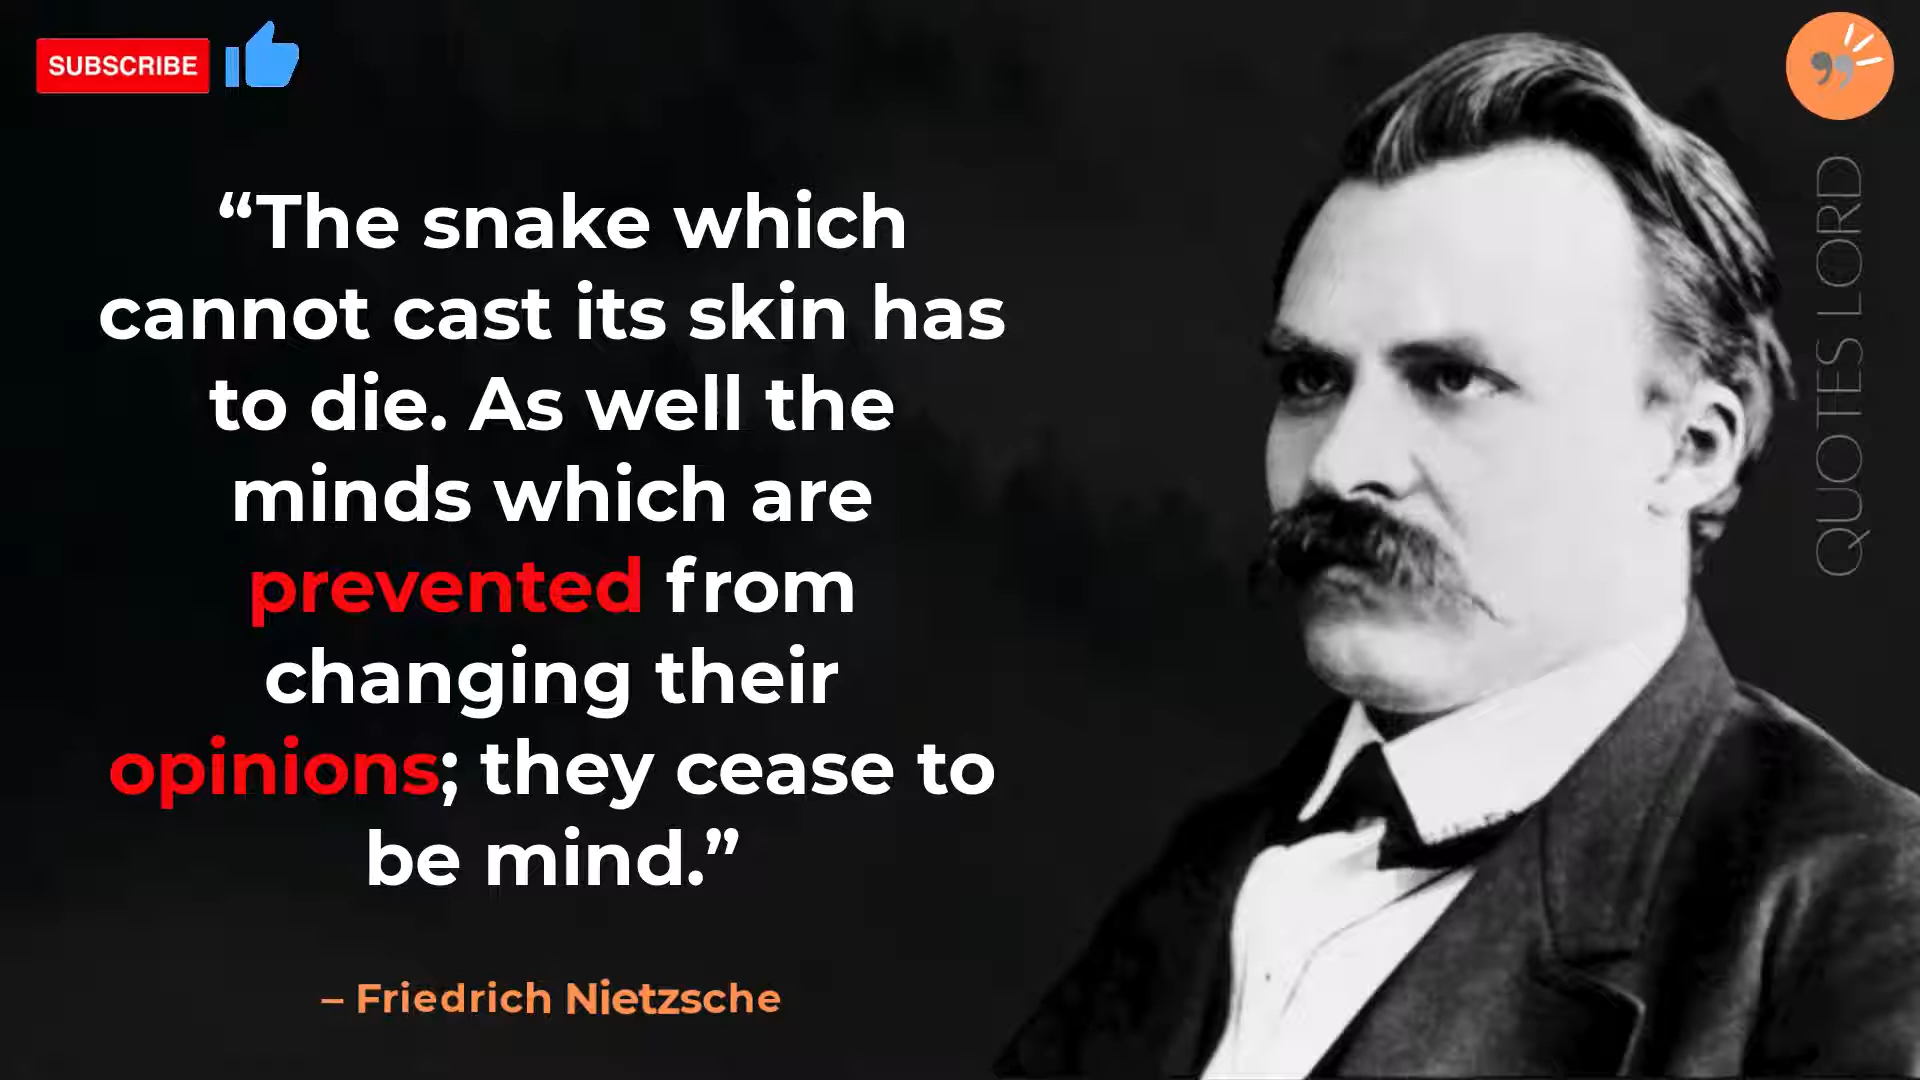 SUBSCRIBE
“The snake which
cannot cast its skin has
to die. As well the
minds which are
prevented from
changing their
opinions; they cease to
be mind.”
– Friedrich Nietzsche
QUOTES LORD